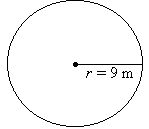 r = 9 m